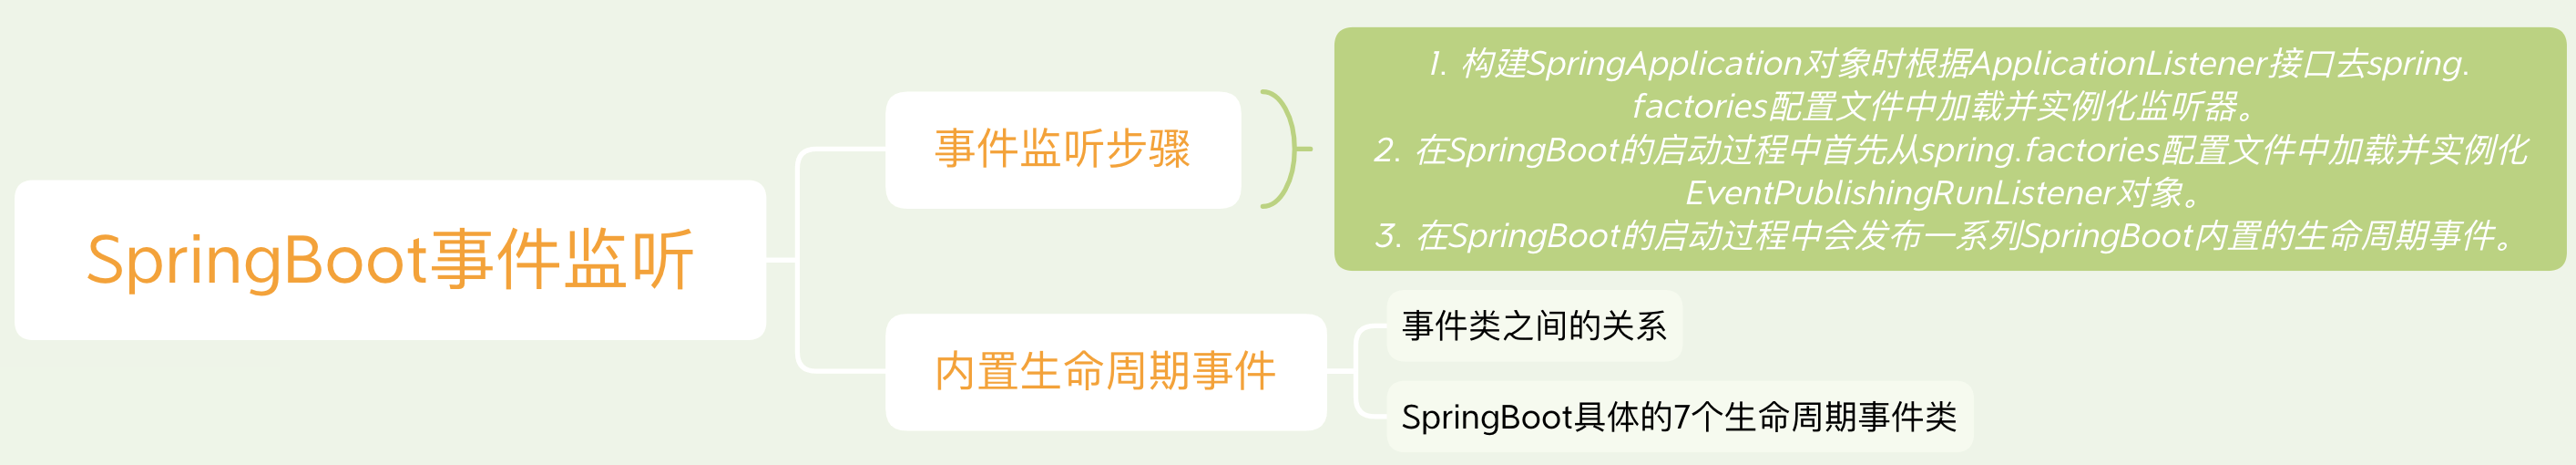 SpringBoot事件监听
事件监听步骤
1. 构建SpringApplication对象时根据ApplicationListener接口去spring.
factories配置文件中加载并实例化监听器。
2. 在SpringBoot的启动过程中首先从spring.factories配置文件中加载并实例化
EventPublishingRunListener对象。
3. 在SpringBoot的启动过程中会发布一系列SpringBoot内置的生命周期事件。
内置生命周期事件
事件类之间的关系
SpringBoot具体的7个生命周期事件类